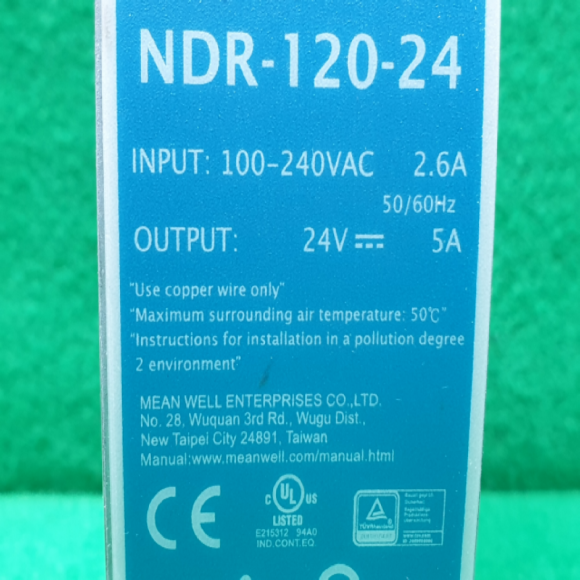 NDR-120-24
INPUT: 100-240VAC 2.6A
50/60Hz
OUTPUT: 24V⎓ 5A
"Use copper wire only"
"Maximum surrounding air temperature: 50℃"
"Instructions for installation in a pollution degree
2 environment"
MEAN WELL ENTERPRISES CO.,LTD.
No. 28, Wuquan 3rd Rd., Wugu Dist.,
New Taipei City 24891, Taiwan
Manual:www.meanwell.com/manual.html
CE
C UL US
LISTED
E215312 94A0
IND.CONT.EQ.